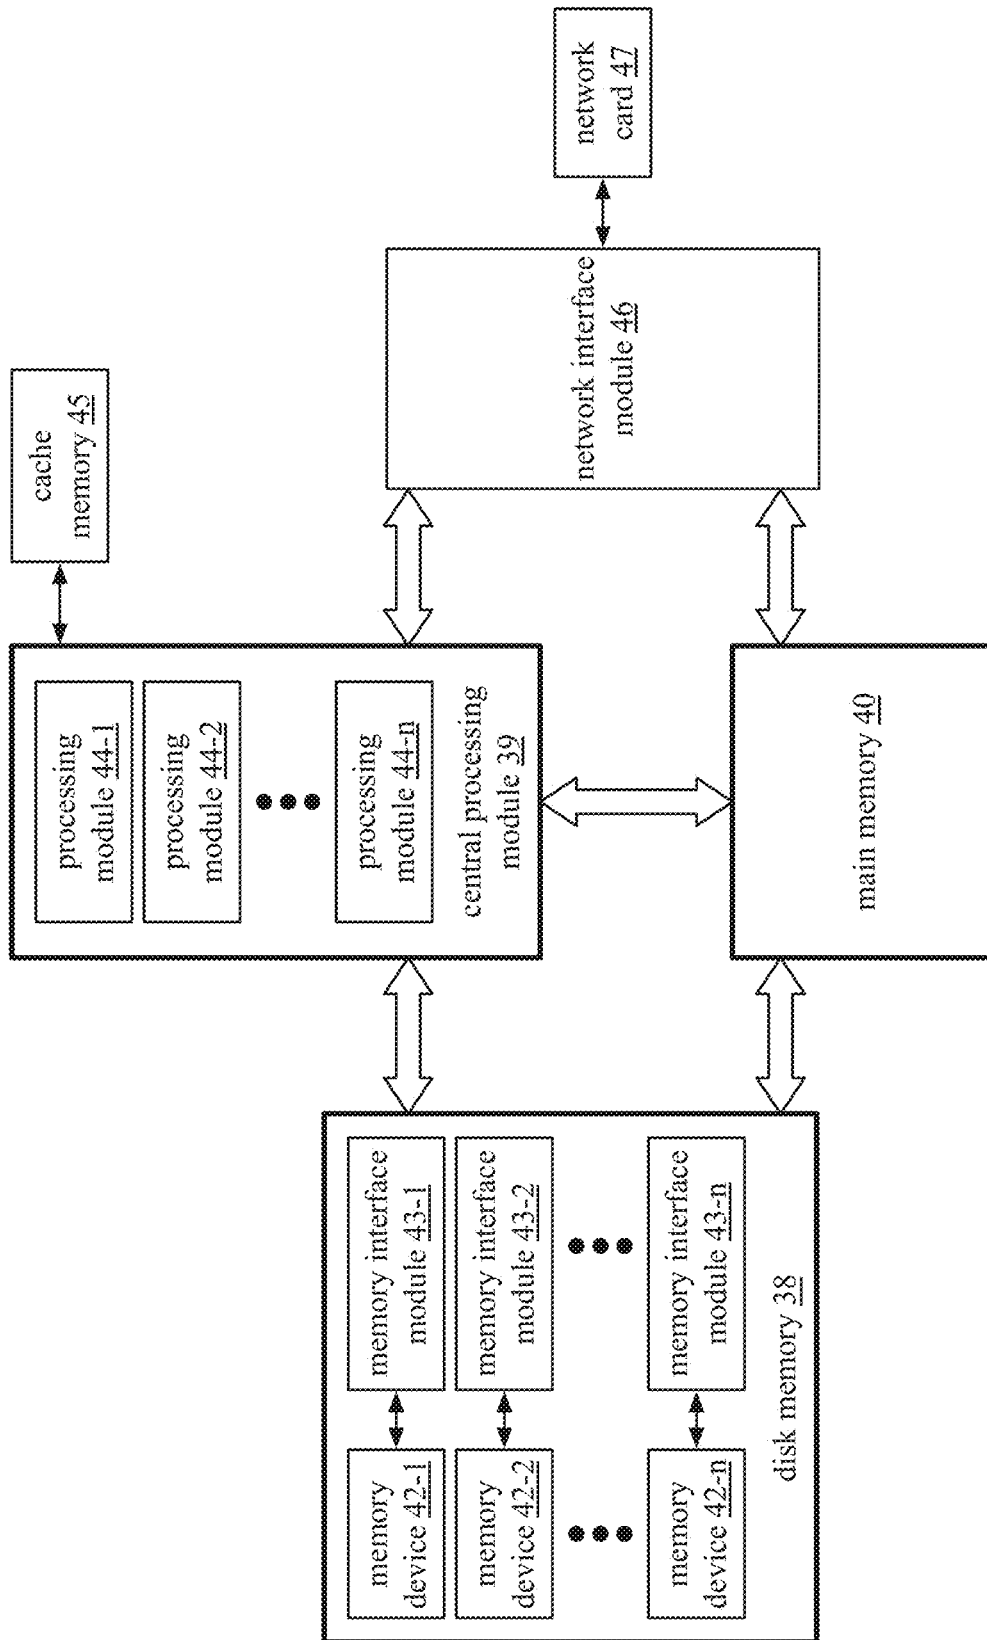 memory
device 42-1
memory interface
module 43-1
memory
device 42-2
memory interface
module 43-2
memory
device 42-n
memory interface
module 43-n
disk memory 38
processing
module 44-1
processing
module 44-2
processing
module 44-n
central processing
module 39
cache
memory 45
main memory 40
network interface
module 46
network
card 47